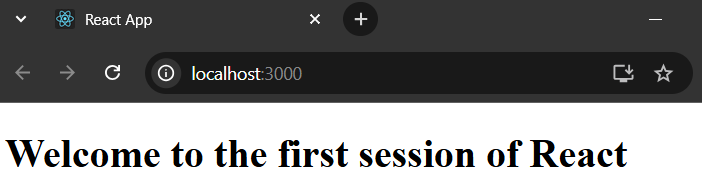 React App
localhost:3000
Welcome to the first session of React